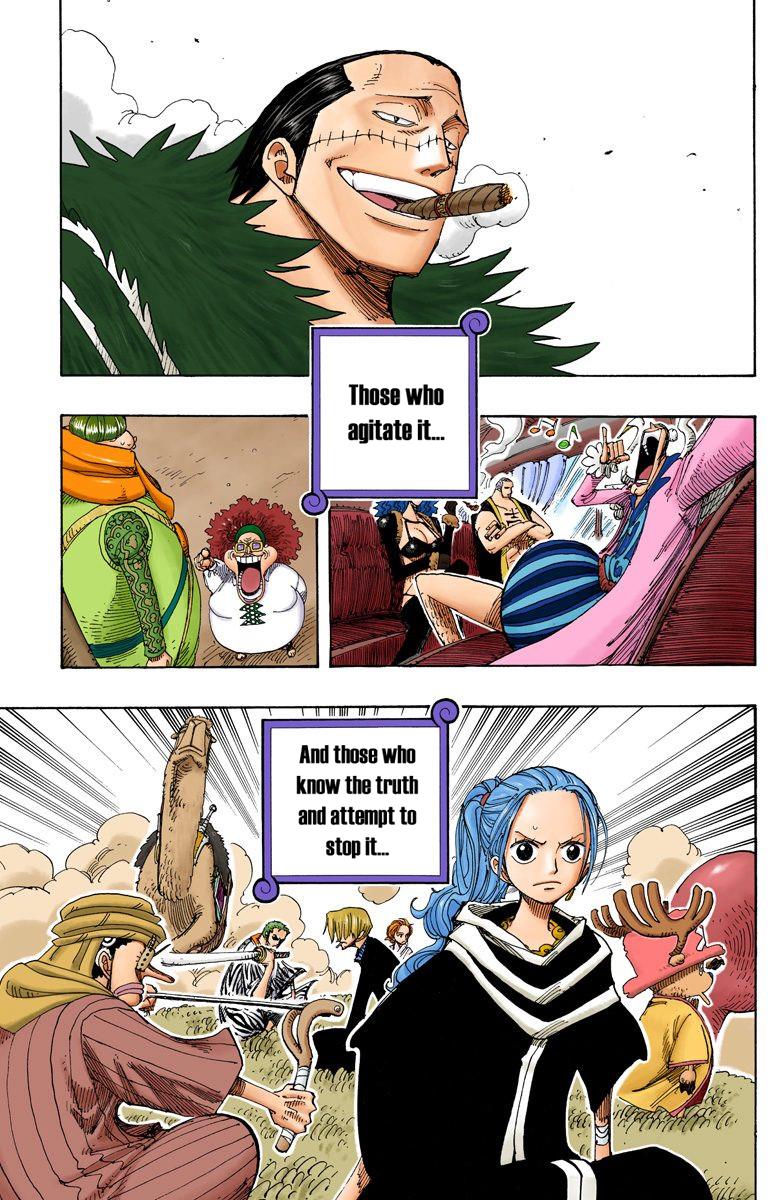 Those who
agitate it...
And those who
know the truth
and attempt to
stop it...